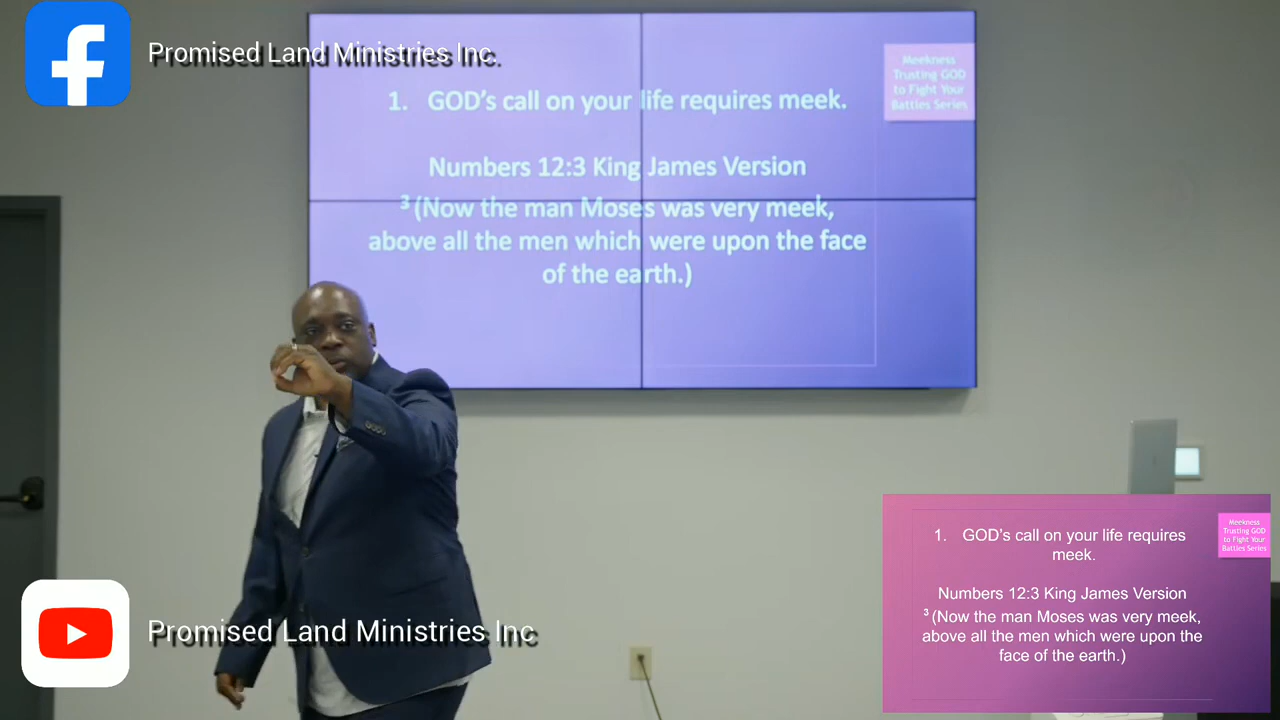 Promised Land Ministries Inc.
Meekness
Trusting GOD
to Fight Your
Battles Series
1. GOD's call on your life requires meek.
Numbers 12:3 King James Version
3 (Now the man Moses was very meek,
above all the men which were upon the face
of the earth.)
Meekness
Trusting GOD
to Fight Your
Battles Series
1. GOD's call on your life requires
meek.
Numbers 12:3 King James Version
3 (Now the man Moses was very meek,
above all the men which were upon the
face of the earth.)
Promised Land Ministries Inc